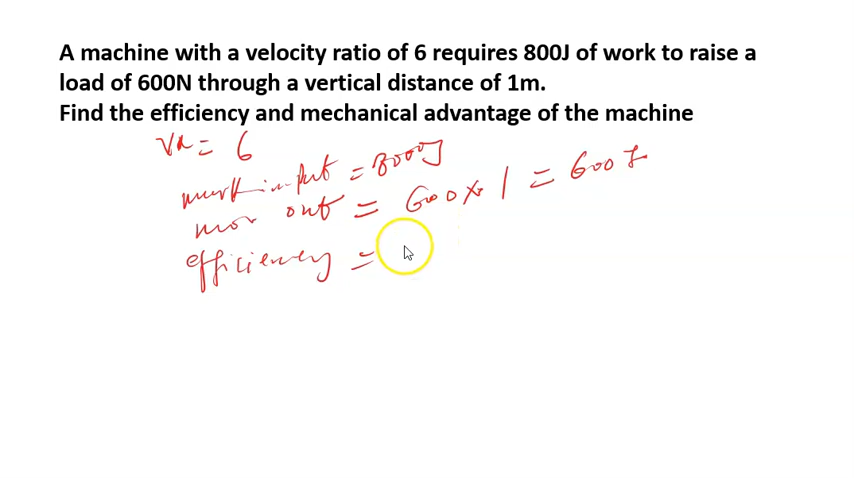 A machine with a velocity ratio of 6 requires 800J of work to raise a
load of 600N through a vertical distance of 1m.
Find the efficiency and mechanical advantage of the machine
VR = 6
work input = 800J
wor out = 600 x 1 = 600J
efficiency =